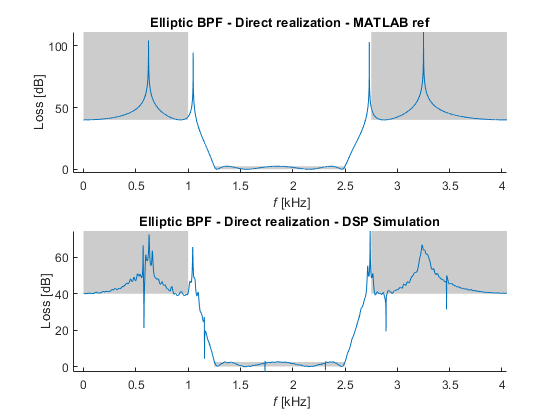 Elliptic BPF - Direct realization - MATLAB ref
100
50
0
Loss [dB]
0 0.5 1 1.5 2 2.5 3 3.5 4
f [kHz]
Elliptic BPF - Direct realization - DSP Simulation
60
40
20
0
Loss [dB]
0 0.5 1 1.5 2 2.5 3 3.5 4
f [kHz]